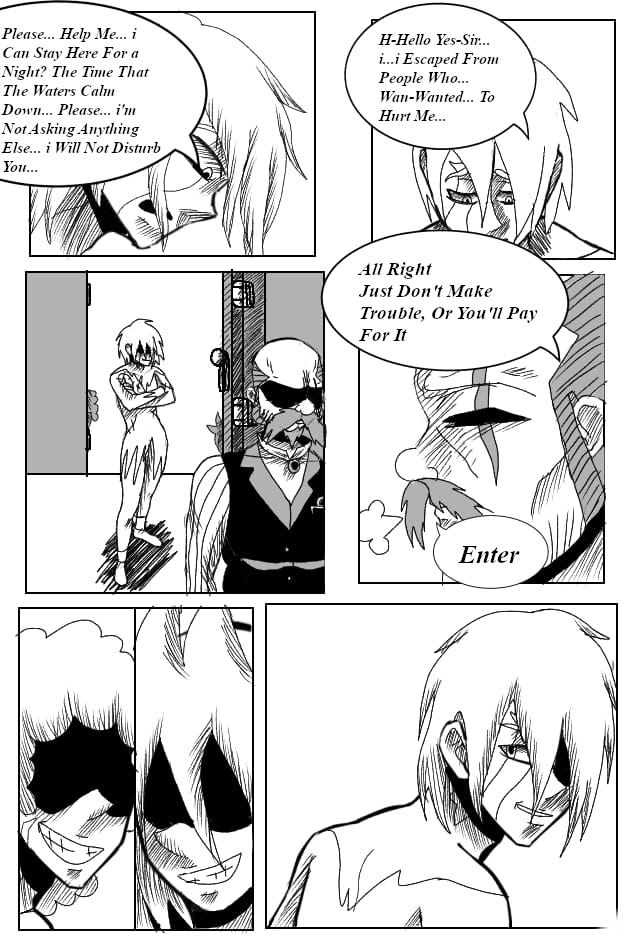 Please... Help Me... i
Can Stay Here For a
Night? The Time That
The Waters Calm
Down... Please... i'm
Not Asking Anything
Else... i Will Not Disturb
You...
H-Hello Yes-Sir...
i...i Escaped From
People Who...
Wan-Wanted... To
Hurt Me...
All Right
Just Don't Make
Trouble, Or You'll Pay
For It
Enter